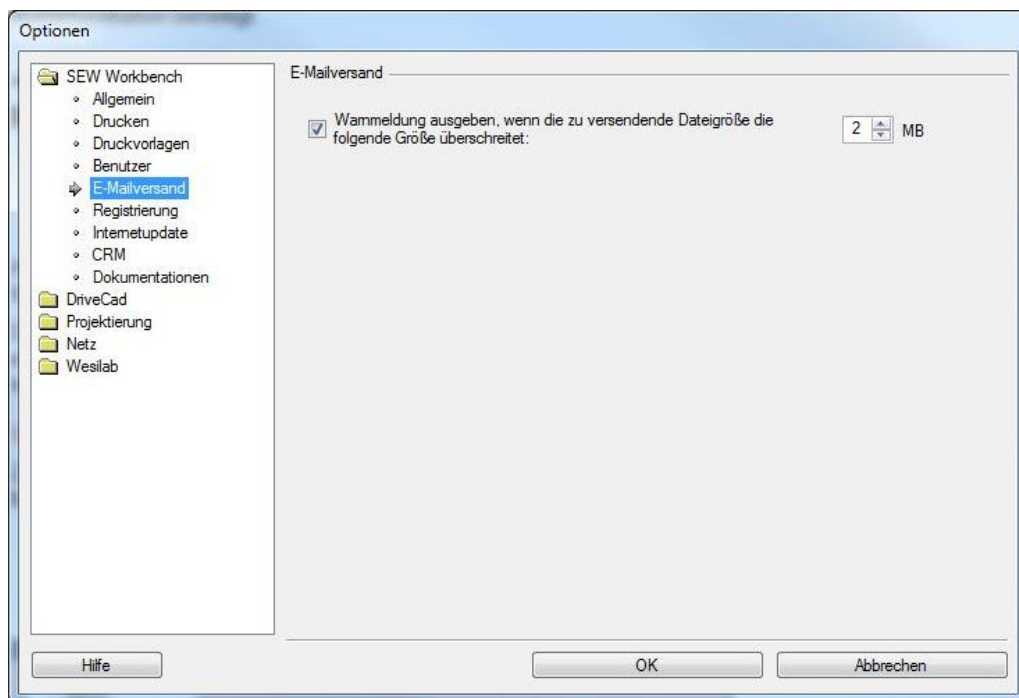 Optionen
SEW Workbench
Allgemein
Drucken
Druckvorlagen
Benutzer
E-Mailversand
Registrierung
Internetupdate
CRM
Dokumentationen
DriveCad
Projektierung
Netz
Wesilab
E-Mailversand
Warnmeldung ausgeben, wenn die zu versendende Dateigröße die
folgende Größe überschreitet:
2 MB
Hilfe
OK
Abbrechen